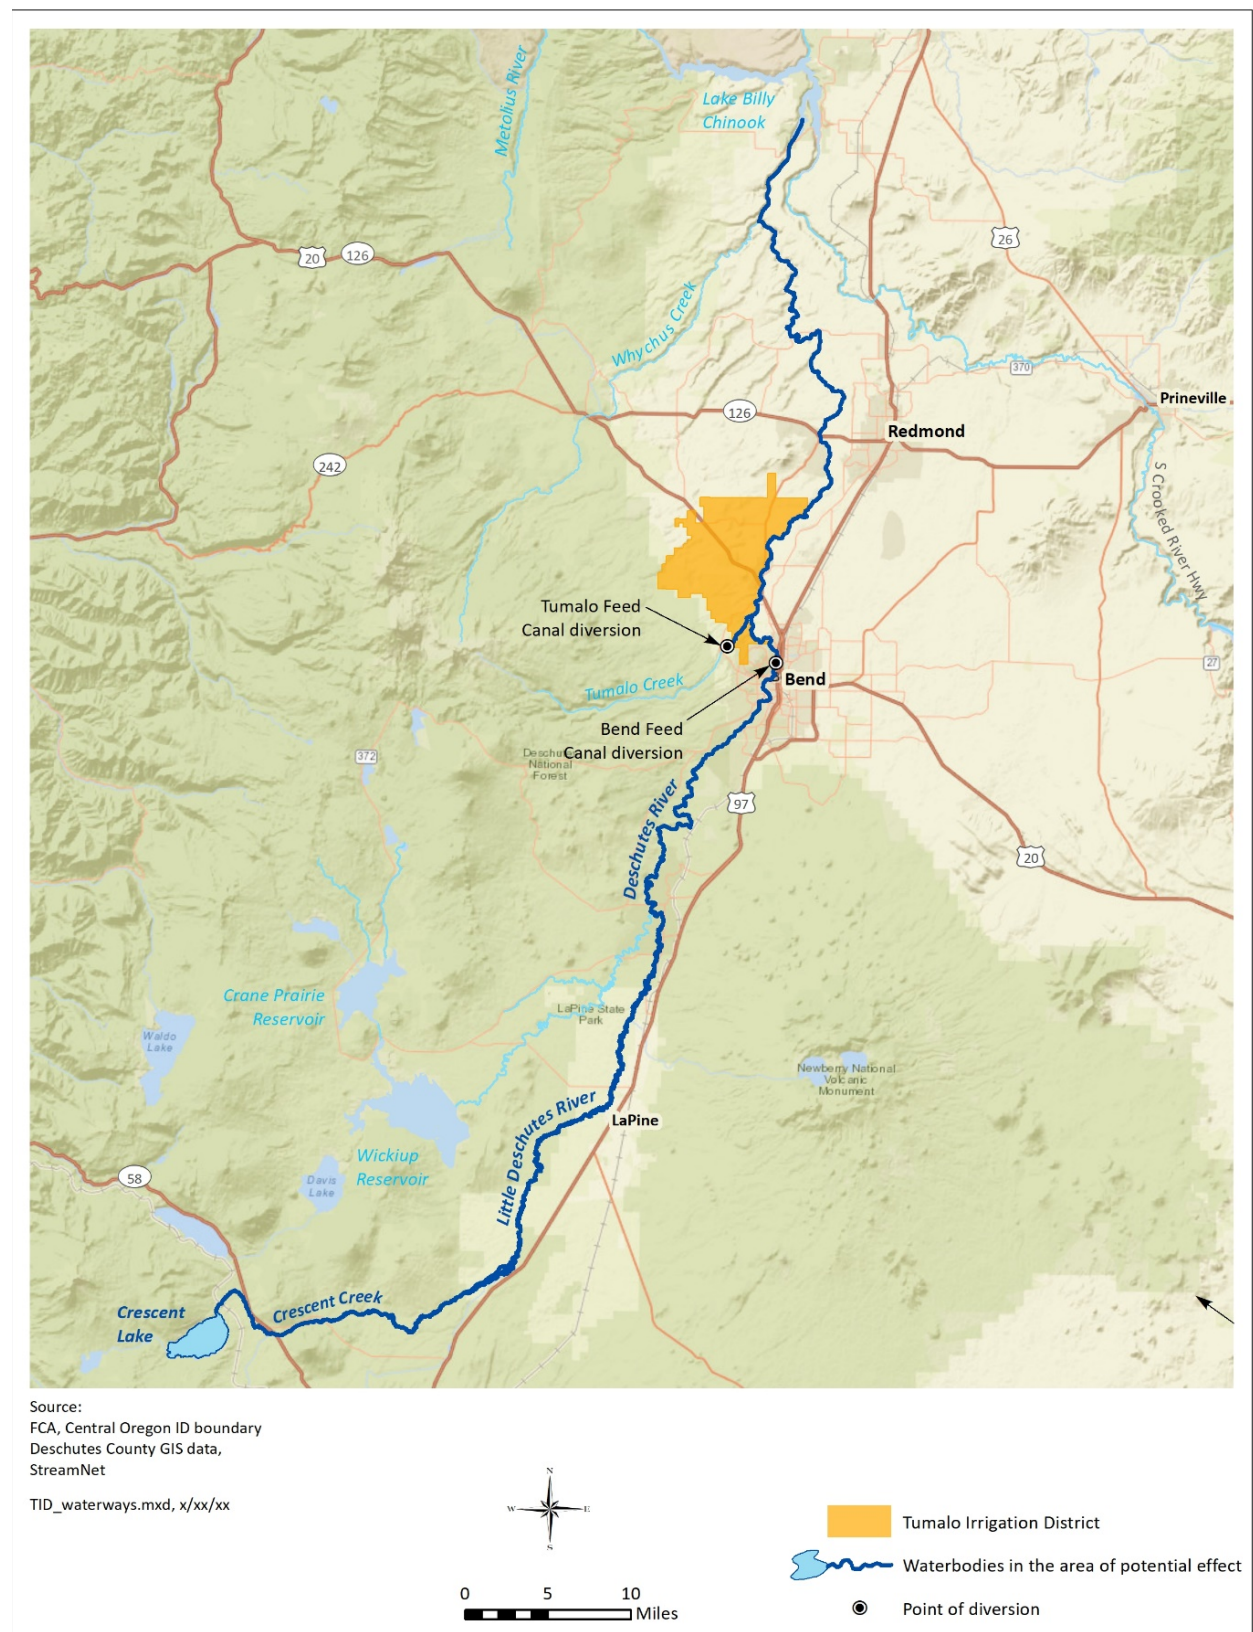 Metolius River
Lake Billy
Chinook
26
20
126
Whychus Creek
370
Prineville
126
Redmond
242
S Crooked River Hwy
Tumalo Feed
Canal diversion
27
Tumalo Creek
Bend
Bend Feed
Canal diversion
372
Deschutes
National
Forest
97
Deschutes River
20
Crane Prairie
Reservoir
LaPine State
Park
Waldo
Lake
Newberry National
Volcanic
Monument
Little Deschutes River
LaPine
Wickiup
Reservoir
58
Davis
Lake
Crescent Creek
Crescent
Lake
Source:
FCA, Central Oregon ID boundary
Deschutes County GIS data,
StreamNet
TID_waterways.mxd, x/xx/xx
N
W
E
S
0 5 10
Miles
Tumalo Irrigation District
Waterbodies in the area of potential effect
Point of diversion